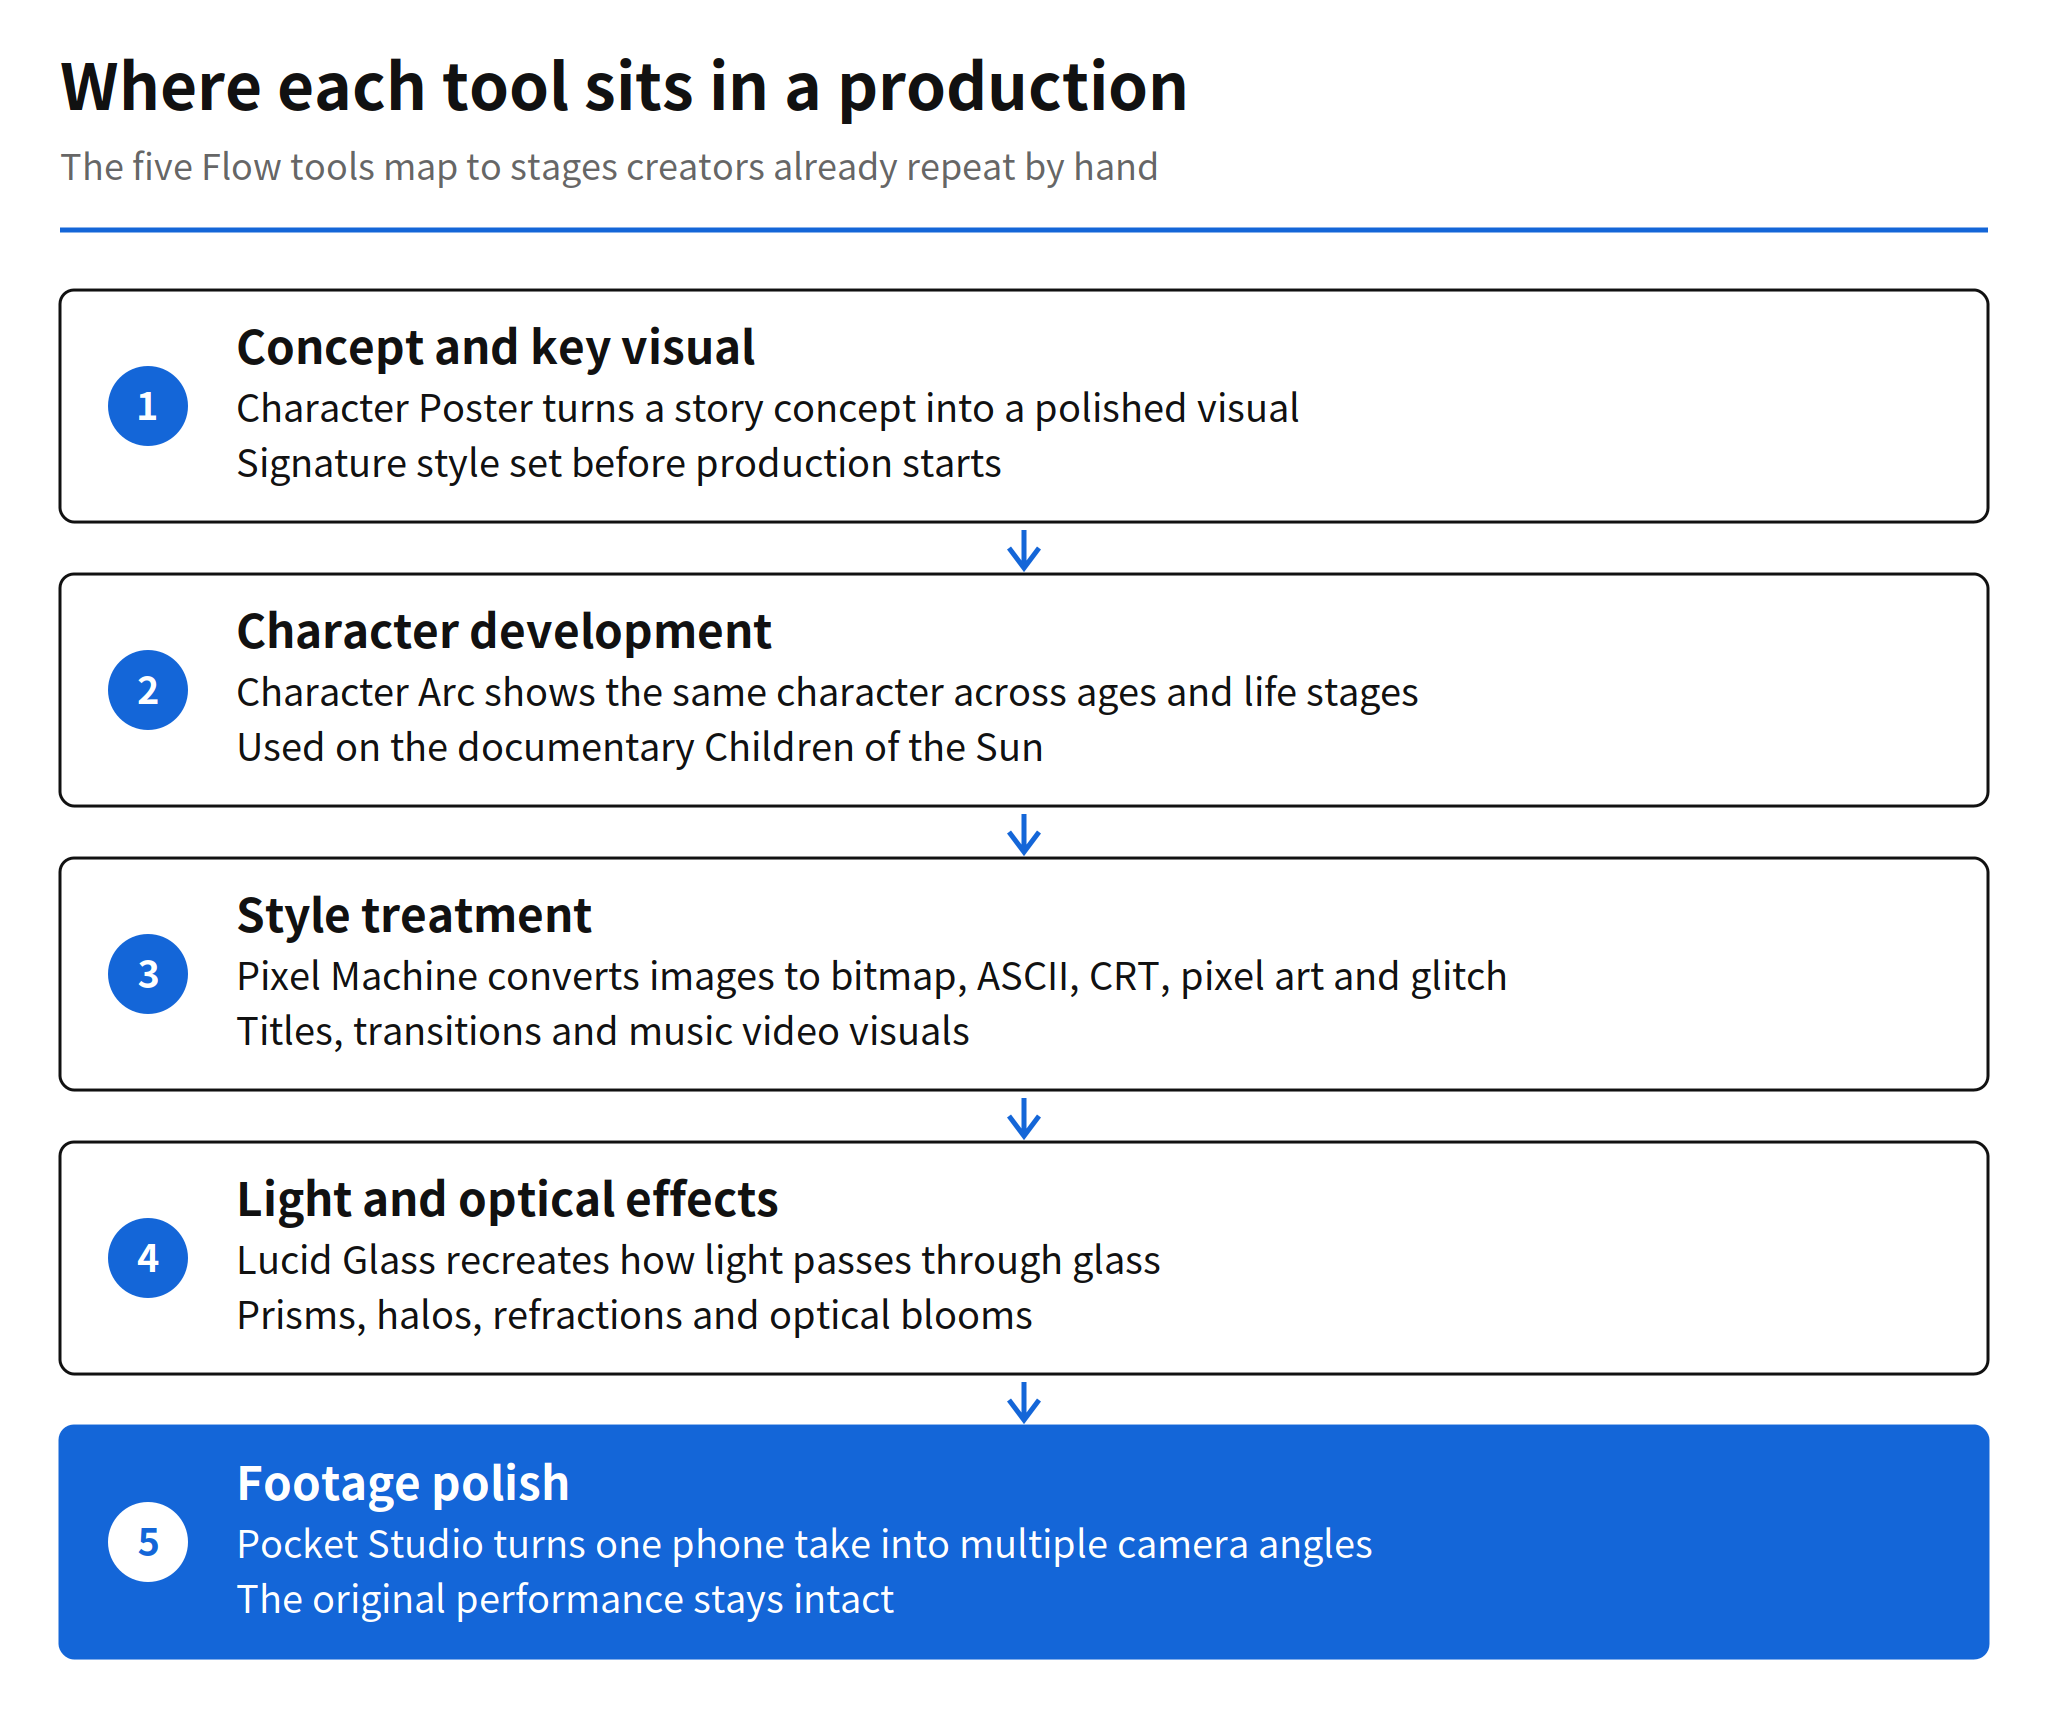 Where each tool sits in a production
The five Flow tools map to stages creators already repeat by hand
1
Concept and key visual
Character Poster turns a story concept into a polished visual
Signature style set before production starts
2
Character development
Character Arc shows the same character across ages and life stages
Used on the documentary Children of the Sun
3
Style treatment
Pixel Machine converts images to bitmap, ASCII, CRT, pixel art and glitch
Titles, transitions and music video visuals
4
Light and optical effects
Lucid Glass recreates how light passes through glass
Prisms, halos, refractions and optical blooms
5
Footage polish
Pocket Studio turns one phone take into multiple camera angles
The original performance stays intact